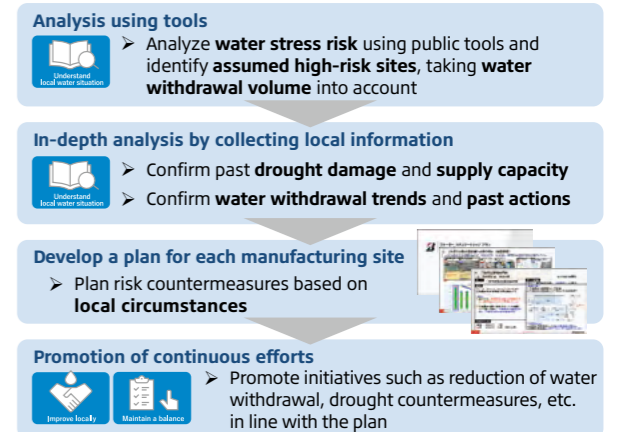 Analysis using tools
Understand
local water situation
➢ Analyze water stress risk using public tools and
identify assumed high-risk sites, taking water
withdrawal volume into account
In-depth analysis by collecting local information
Understand
local water situation
➢ Confirm past drought damage and supply capacity
➢ Confirm water withdrawal trends and past actions
Develop a plan for each manufacturing site
➢ Plan risk countermeasures based on
local circumstances
Promotion of continuous efforts
Improve locally
Maintain a balance
➢ Promote initiatives such as reduction of water
withdrawal, drought countermeasures, etc.
in line with the plan